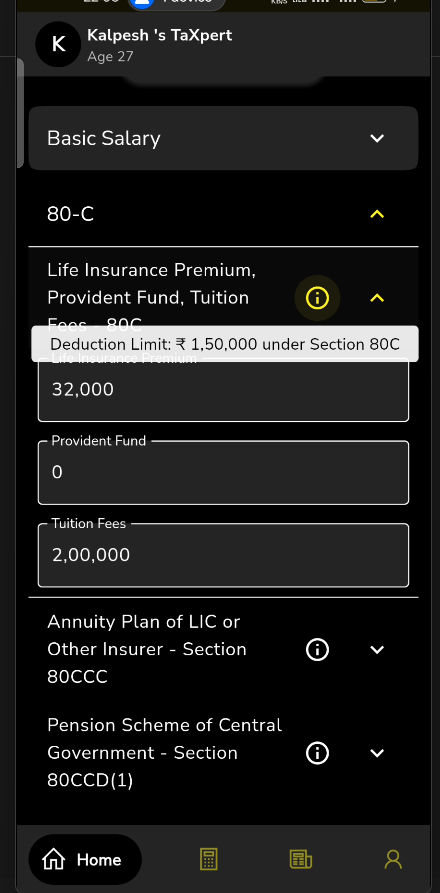 K
Kalpesh 's TaXpert
Age 27
Basic Salary
80-C
Life Insurance Premium,
Provident Fund, Tuition
Fees - 80C
Deduction Limit: ₹ 1,50,000 under Section 80C
Life Insurance Premium
32,000
Provident Fund
0
Tuition Fees
2,00,000
Annuity Plan of LIC or
Other Insurer - Section
80CCC
Pension Scheme of Central
Government - Section
80CCD(1)
Home